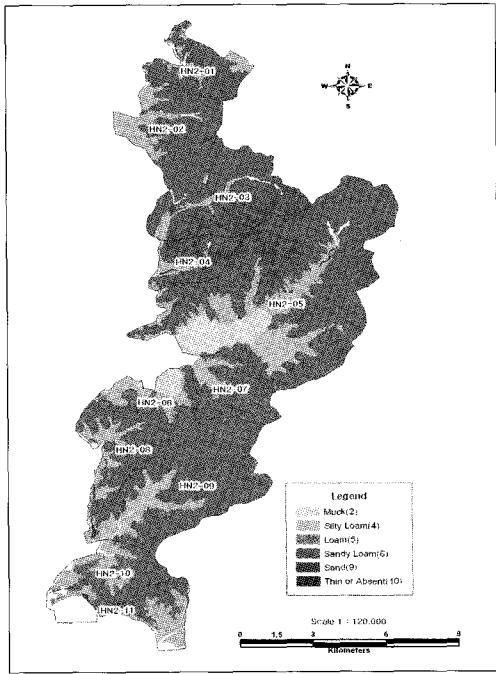 HN2-01
N
W E
S
HN2-02
HN2-03
HN2-04
HN2-05
HN2-07
HN2-06
HN2-08
HN2-09
HN2-10
HN2-11
Legend
Muck(2)
Silty Loam(4)
Loam(5)
Sandy Loam(6)
Sand(9)
Thin or Absent(10)
Scale 1 : 120,000
0 1.5 3 6 9
Kilometers